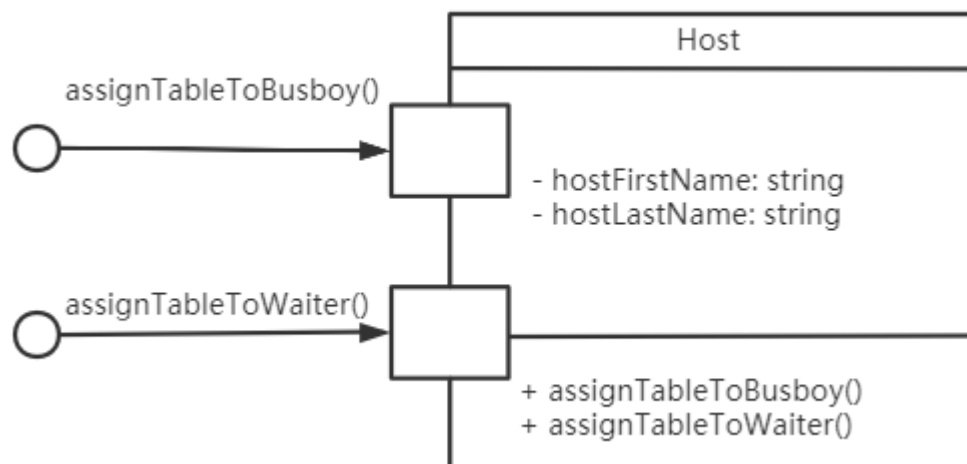 Host
assignTableToBusboy()
- hostFirstName: string
- hostLastName: string
assignTableToWaiter()
+ assignTableToBusboy()
+ assignTableToWaiter()